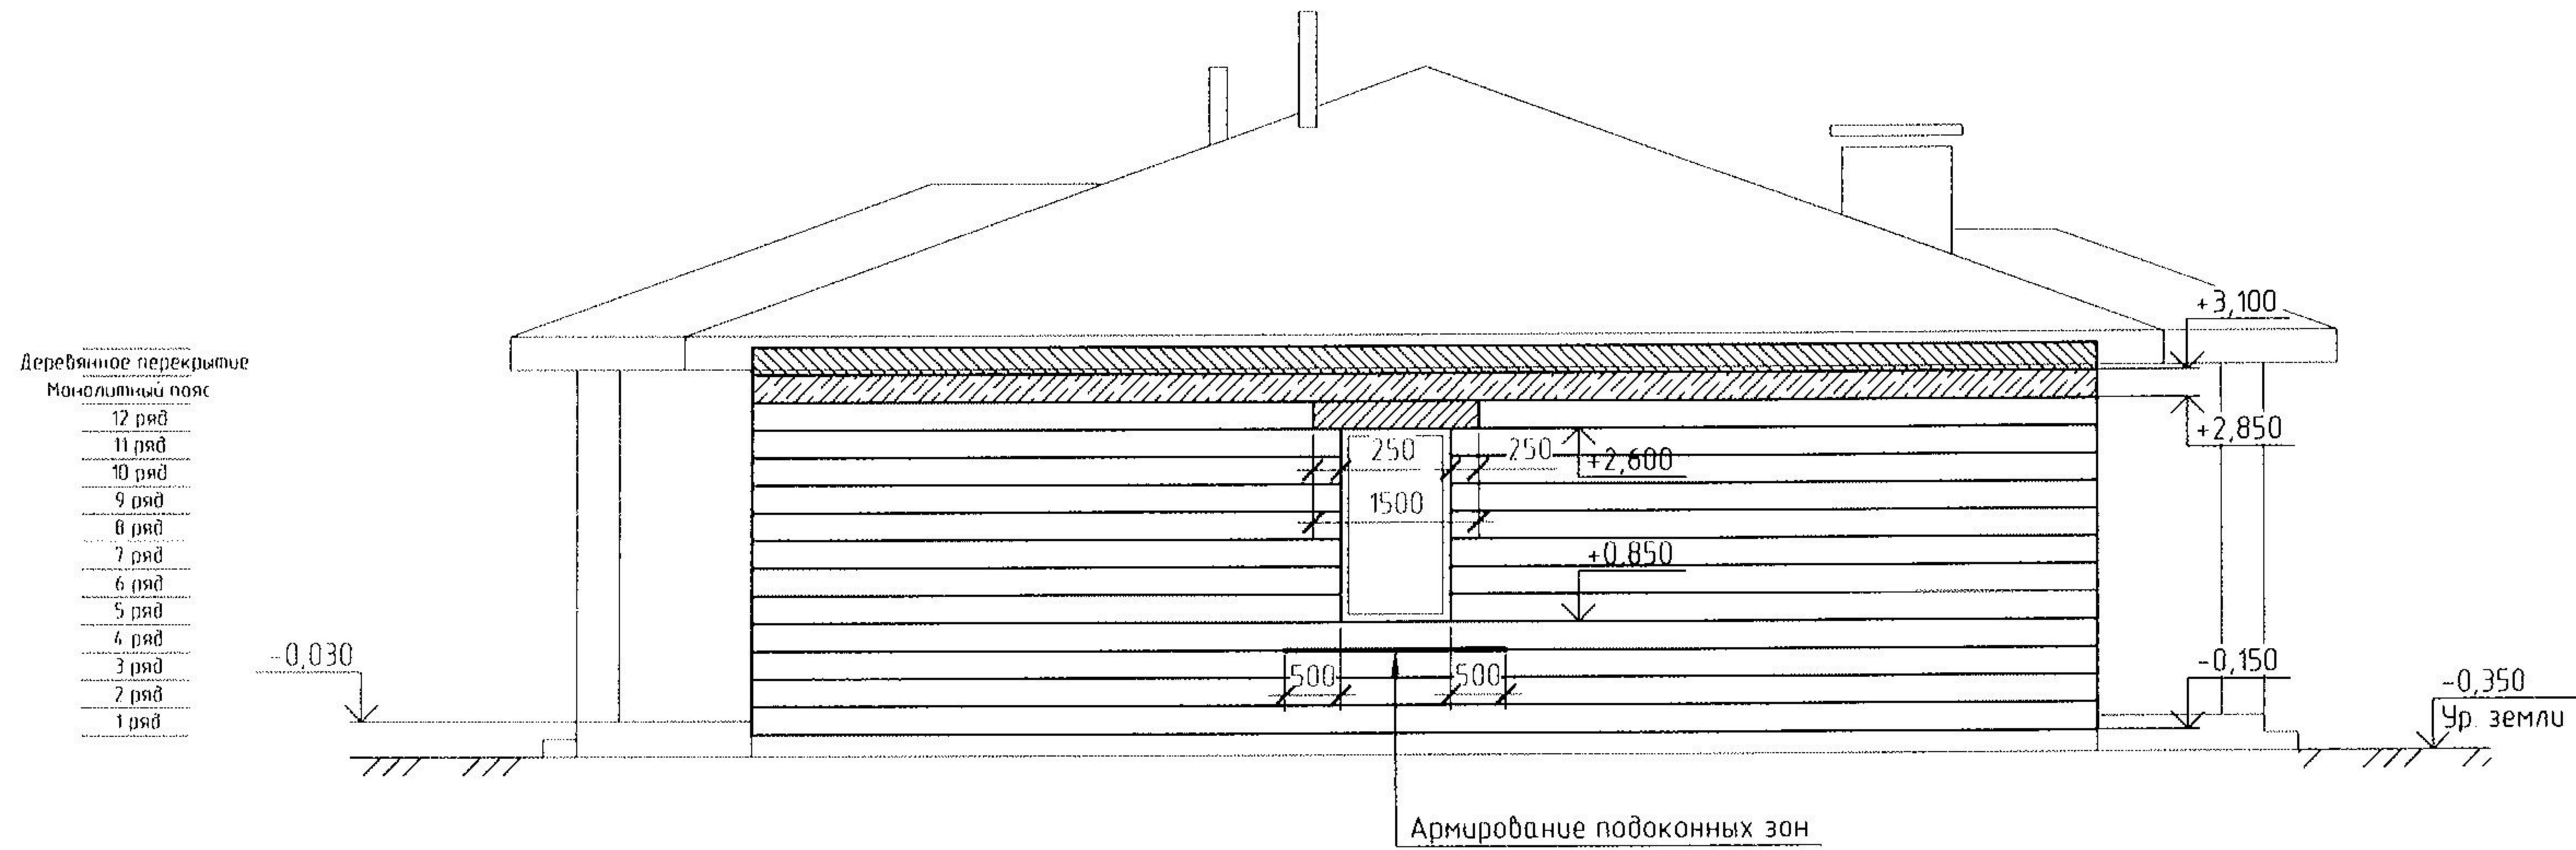 +3,100
Деревянное перекрытие
Монолитный пояс
12 ряд
+2,850
11 ряд
250
250
+2,600
10 ряд
9 ряд
1500
8 ряд
7 ряд
+0,850
6 ряд
5 ряд
4 ряд
-0,030
3 ряд
500
500
-0,150
-0,350
2 ряд
1 ряд
Ур. земли
Армирование подоконных зон